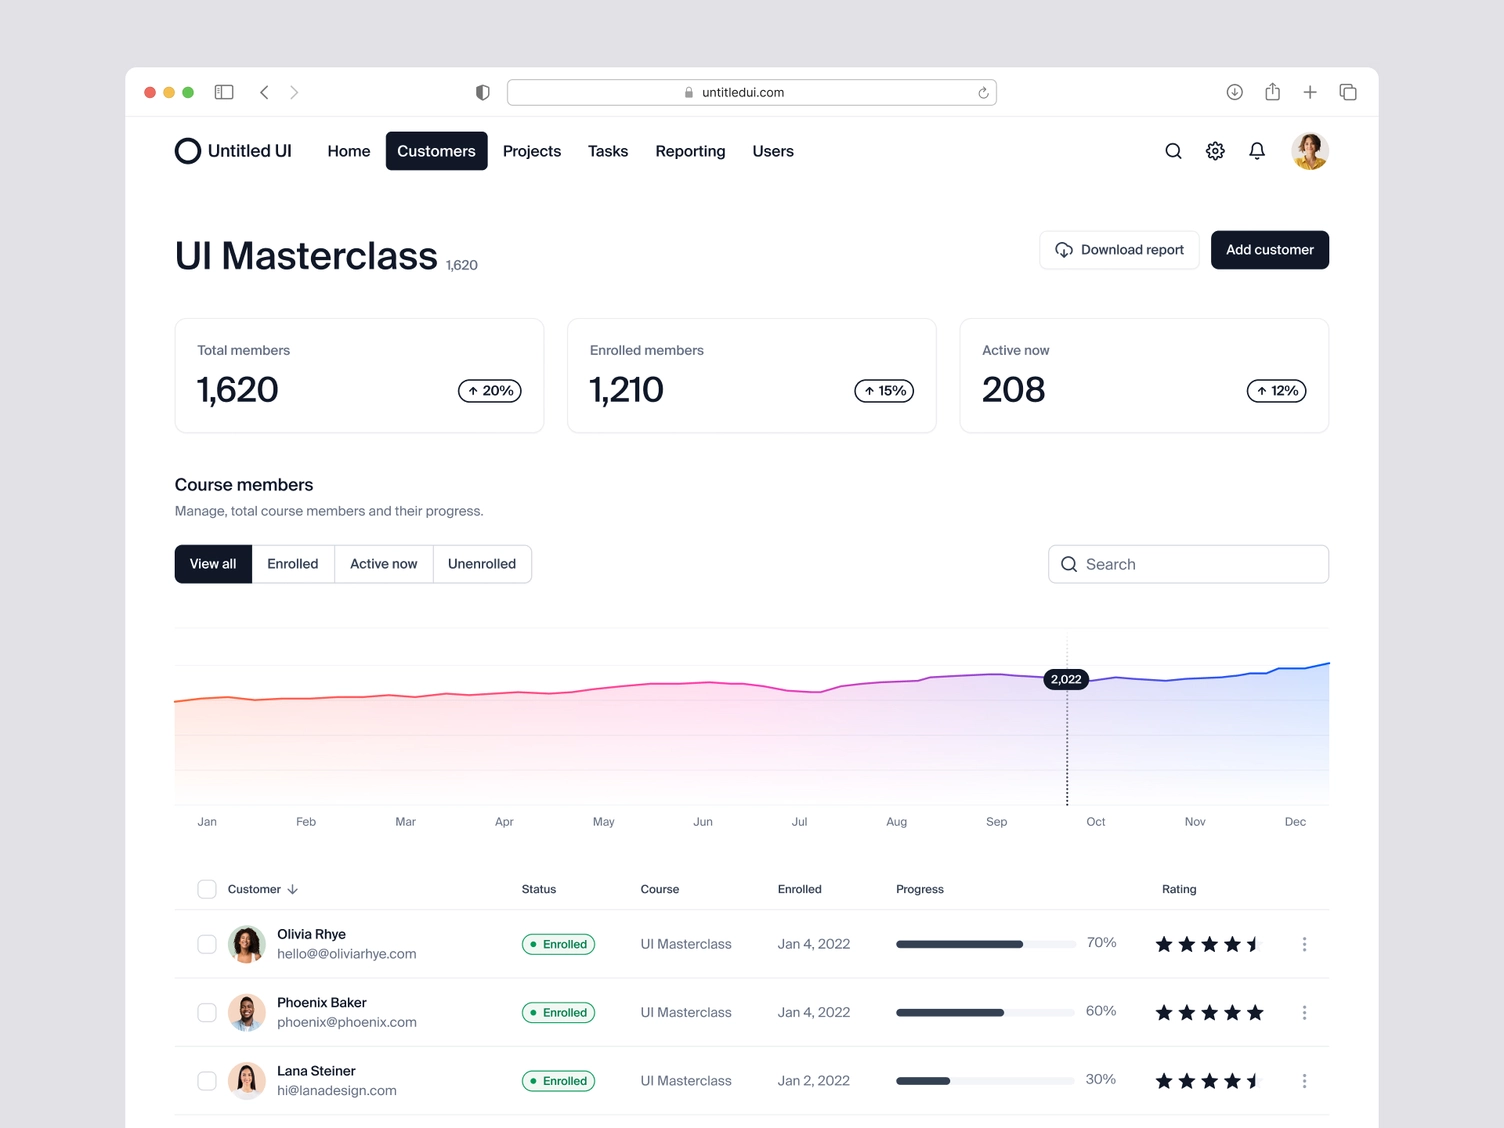 untitledui.com
Untitled UI Home Customers Projects Tasks Reporting Users
UI Masterclass 1,620
Download report Add customer
Total members Enrolled members Active now
1,620 20% 1,210 15% 208 12%
Course members
Manage, total course members and their progress.
View all Enrolled Active now Unenrolled Search
2,022
Jan Feb Mar Apr May Jun Jul Aug Sep Oct Nov Dec
Customer Status Course Enrolled Progress Rating
Olivia Rhye
hello@@oliviarhye.com Enrolled UI Masterclass Jan 4, 2022 70%
Phoenix Baker
phoenix@phoenix.com Enrolled UI Masterclass Jan 4, 2022 60%
Lana Steiner
hi@lanadesign.com Enrolled UI Masterclass Jan 2, 2022 30%